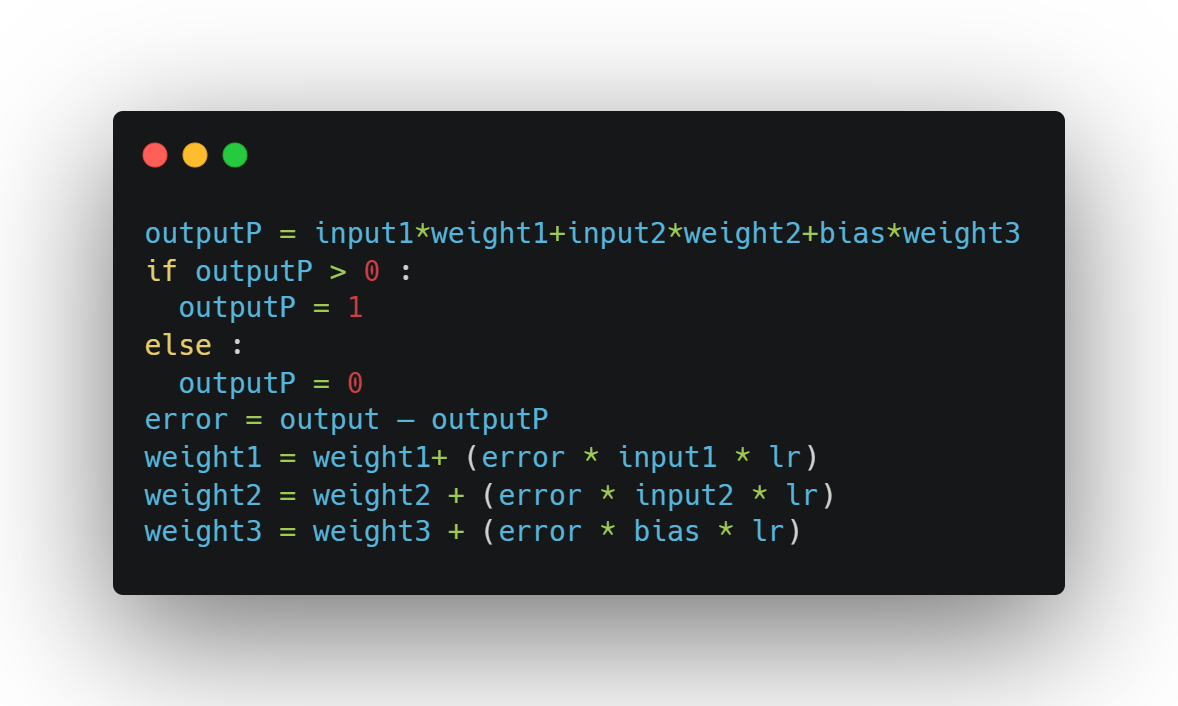 outputP = input1*weight1+input2*weight2+bias*weight3
if outputP > 0 :
  outputP = 1
else :
  outputP = 0
error = output – outputP
weight1 = weight1+ (error * input1 * lr)
weight2 = weight2 + (error * input2 * lr)
weight3 = weight3 + (error * bias * lr)